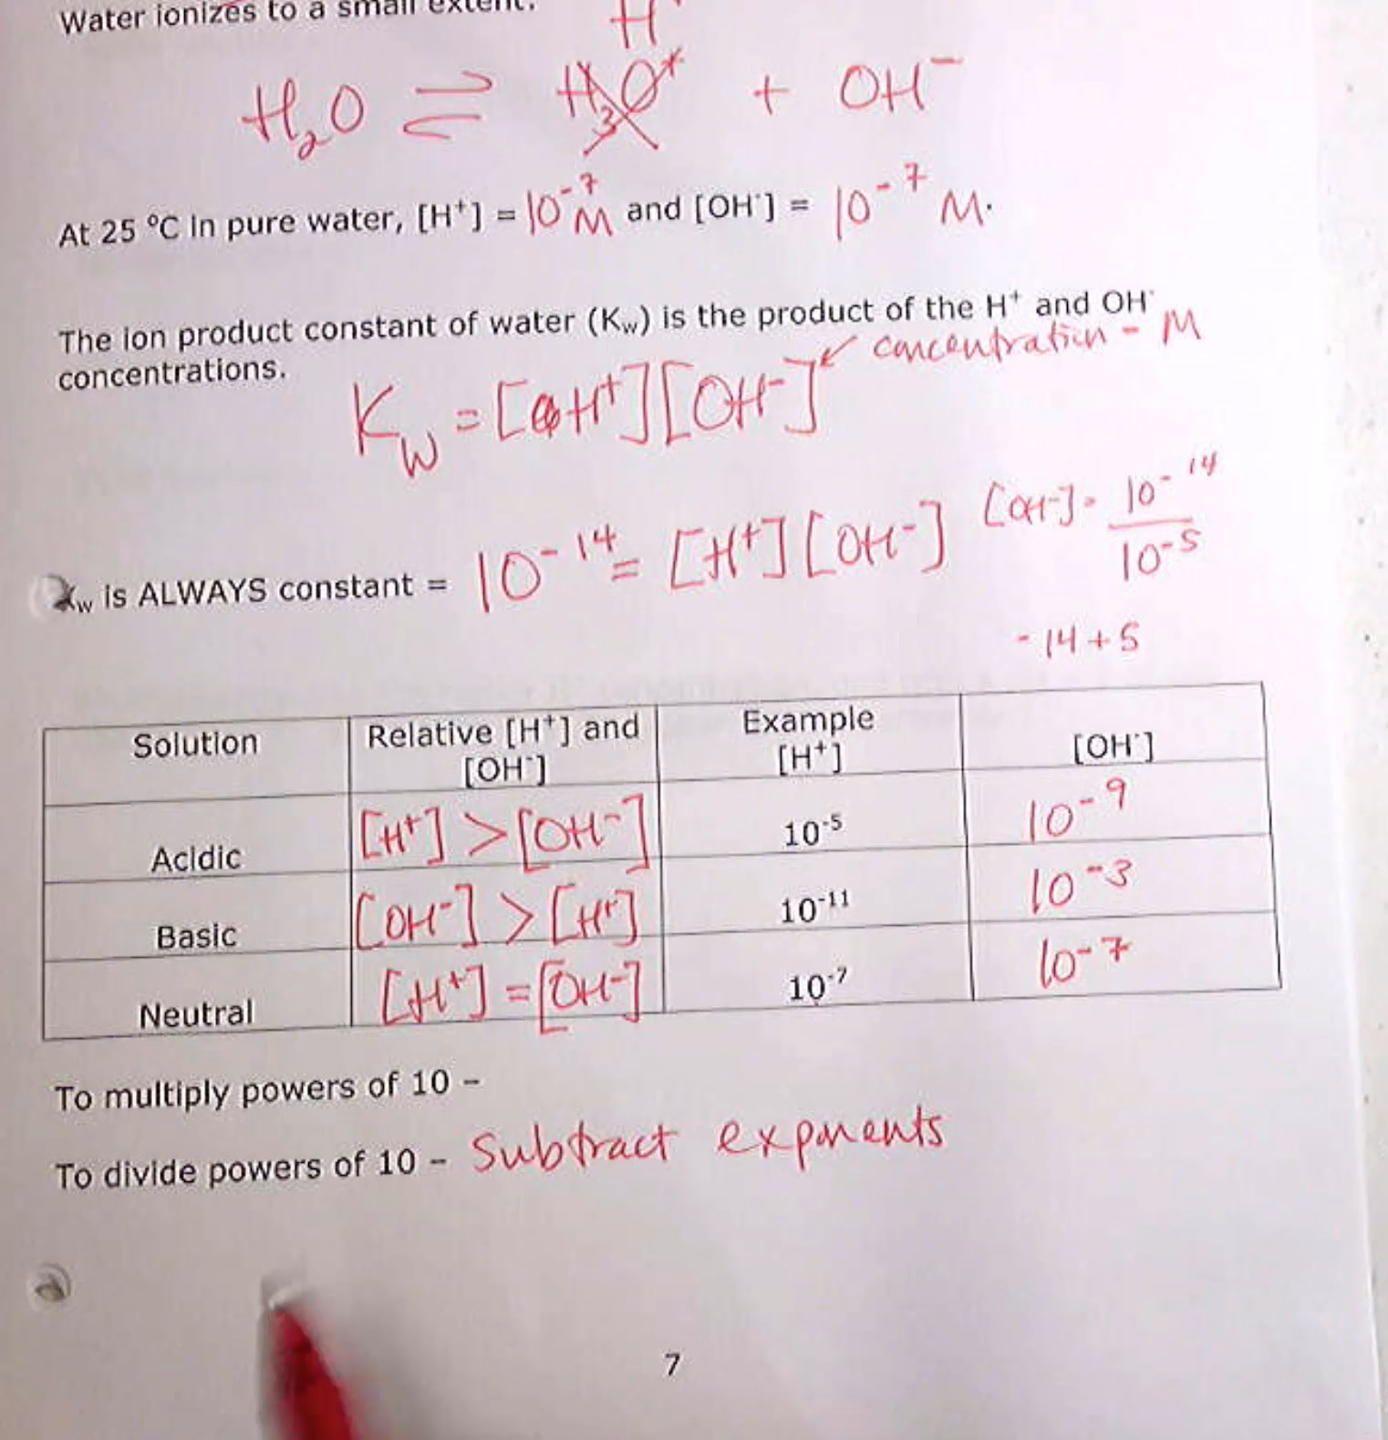 Water ionizes to a small extent.
H
H₂O ⇌ H₃O⁺ + OH⁻
At 25 °C in pure water, [H⁺] = 10⁻⁷ M and [OH⁻] = 10⁻⁷ M.
The ion product constant of water (Kw) is the product of the H⁺ and OH⁻
concentrations.
concentration - M
Kw = [H⁺][OH⁻]
Kw is ALWAYS constant = 10⁻¹⁴ = [H⁺][OH⁻]
[OH⁻] = 10⁻¹⁴ / 10⁻⁵
-14 + 5
Solution Relative [H⁺] and [OH⁻] Example [H⁺] [OH⁻]
Acidic [H⁺] > [OH⁻] 10⁻⁵ 10⁻⁹
Basic [OH⁻] > [H⁺] 10⁻¹¹ 10⁻³
Neutral [H⁺] = [OH⁻] 10⁻⁷ 10⁻⁷
To multiply powers of 10 –
To divide powers of 10 – Subtract exponents
7